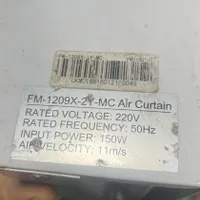 FM-1209X-2Y-MC Air Curtain
RATED VOLTAGE: 220V
RATED FREQUENCY: 50Hz
INPUT POWER: 150W
AIR VELOCITY: 11m/s